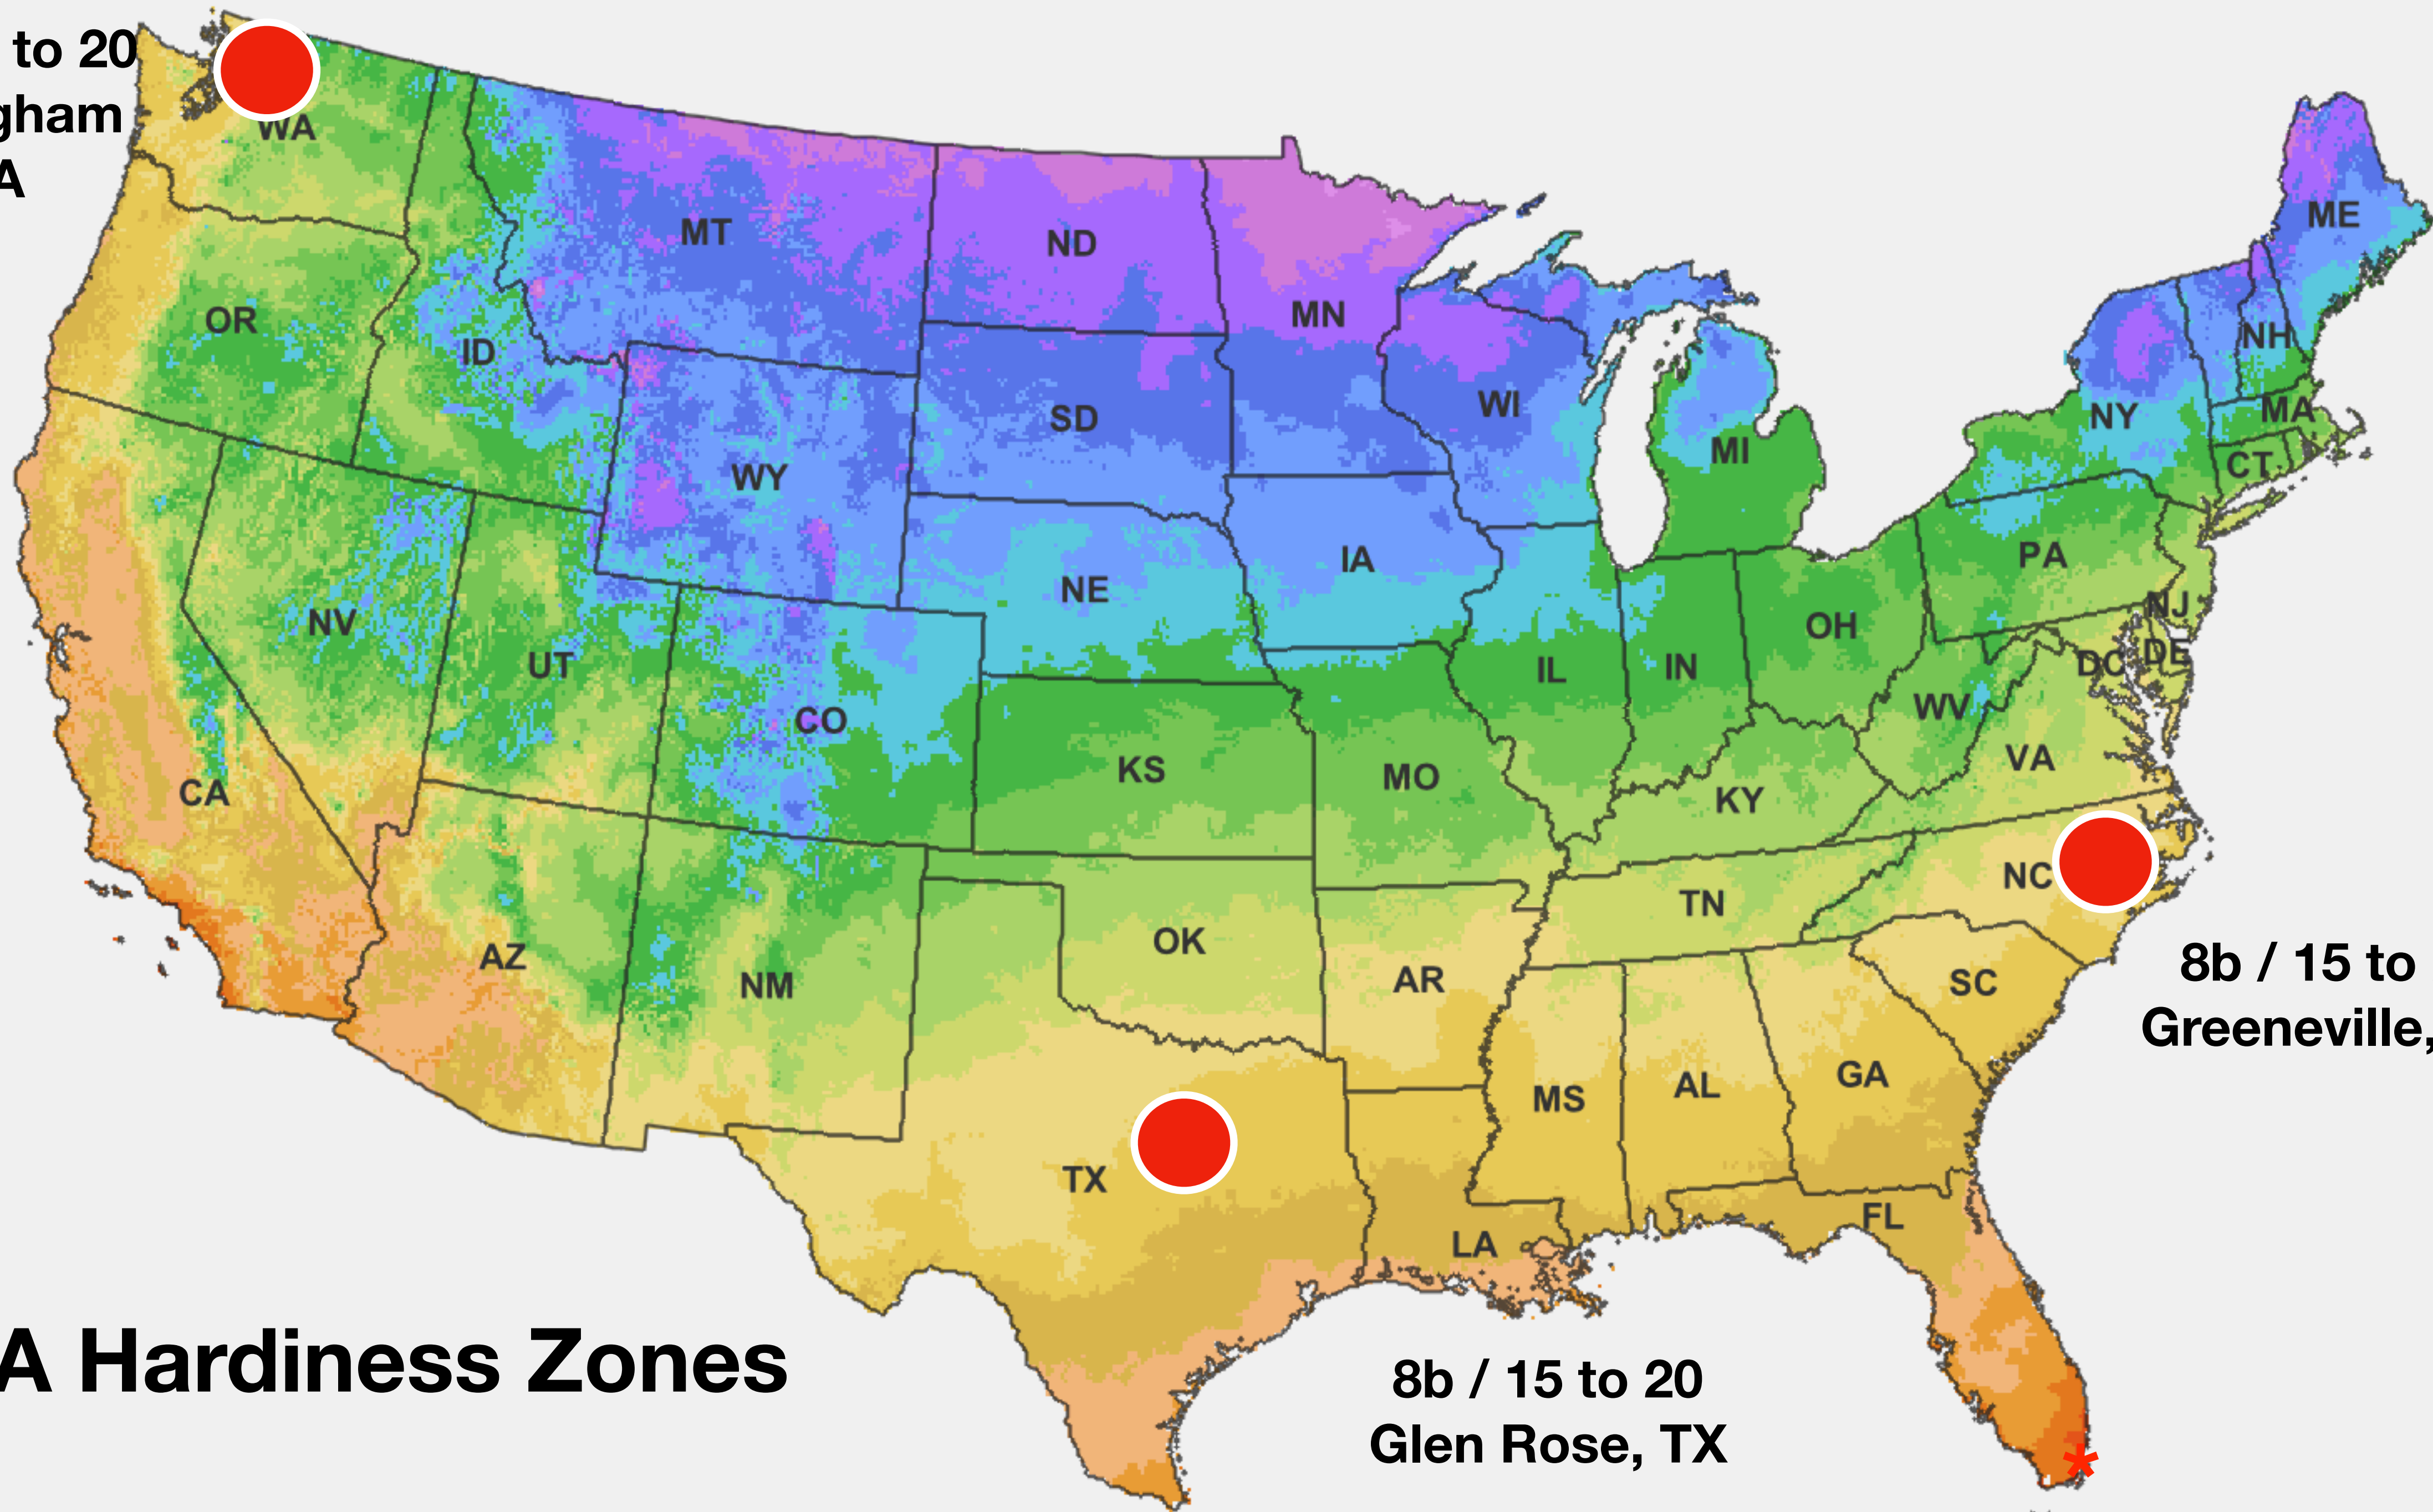 to 20
gham
A
WA
MT
ND
MN
ME
OR
ID
SD
WI
MI
NY
NH
MA
CT
WY
NE
IA
PA
NJ
NV
UT
CO
IL
IN
OH
WV
DC
DE
VA
CA
KS
MO
KY
AZ
NM
OK
AR
TN
NC
SC
TX
LA
MS
AL
GA
FL
8b / 15 to
Greeneville,
A Hardiness Zones
8b / 15 to 20
Glen Rose, TX
*